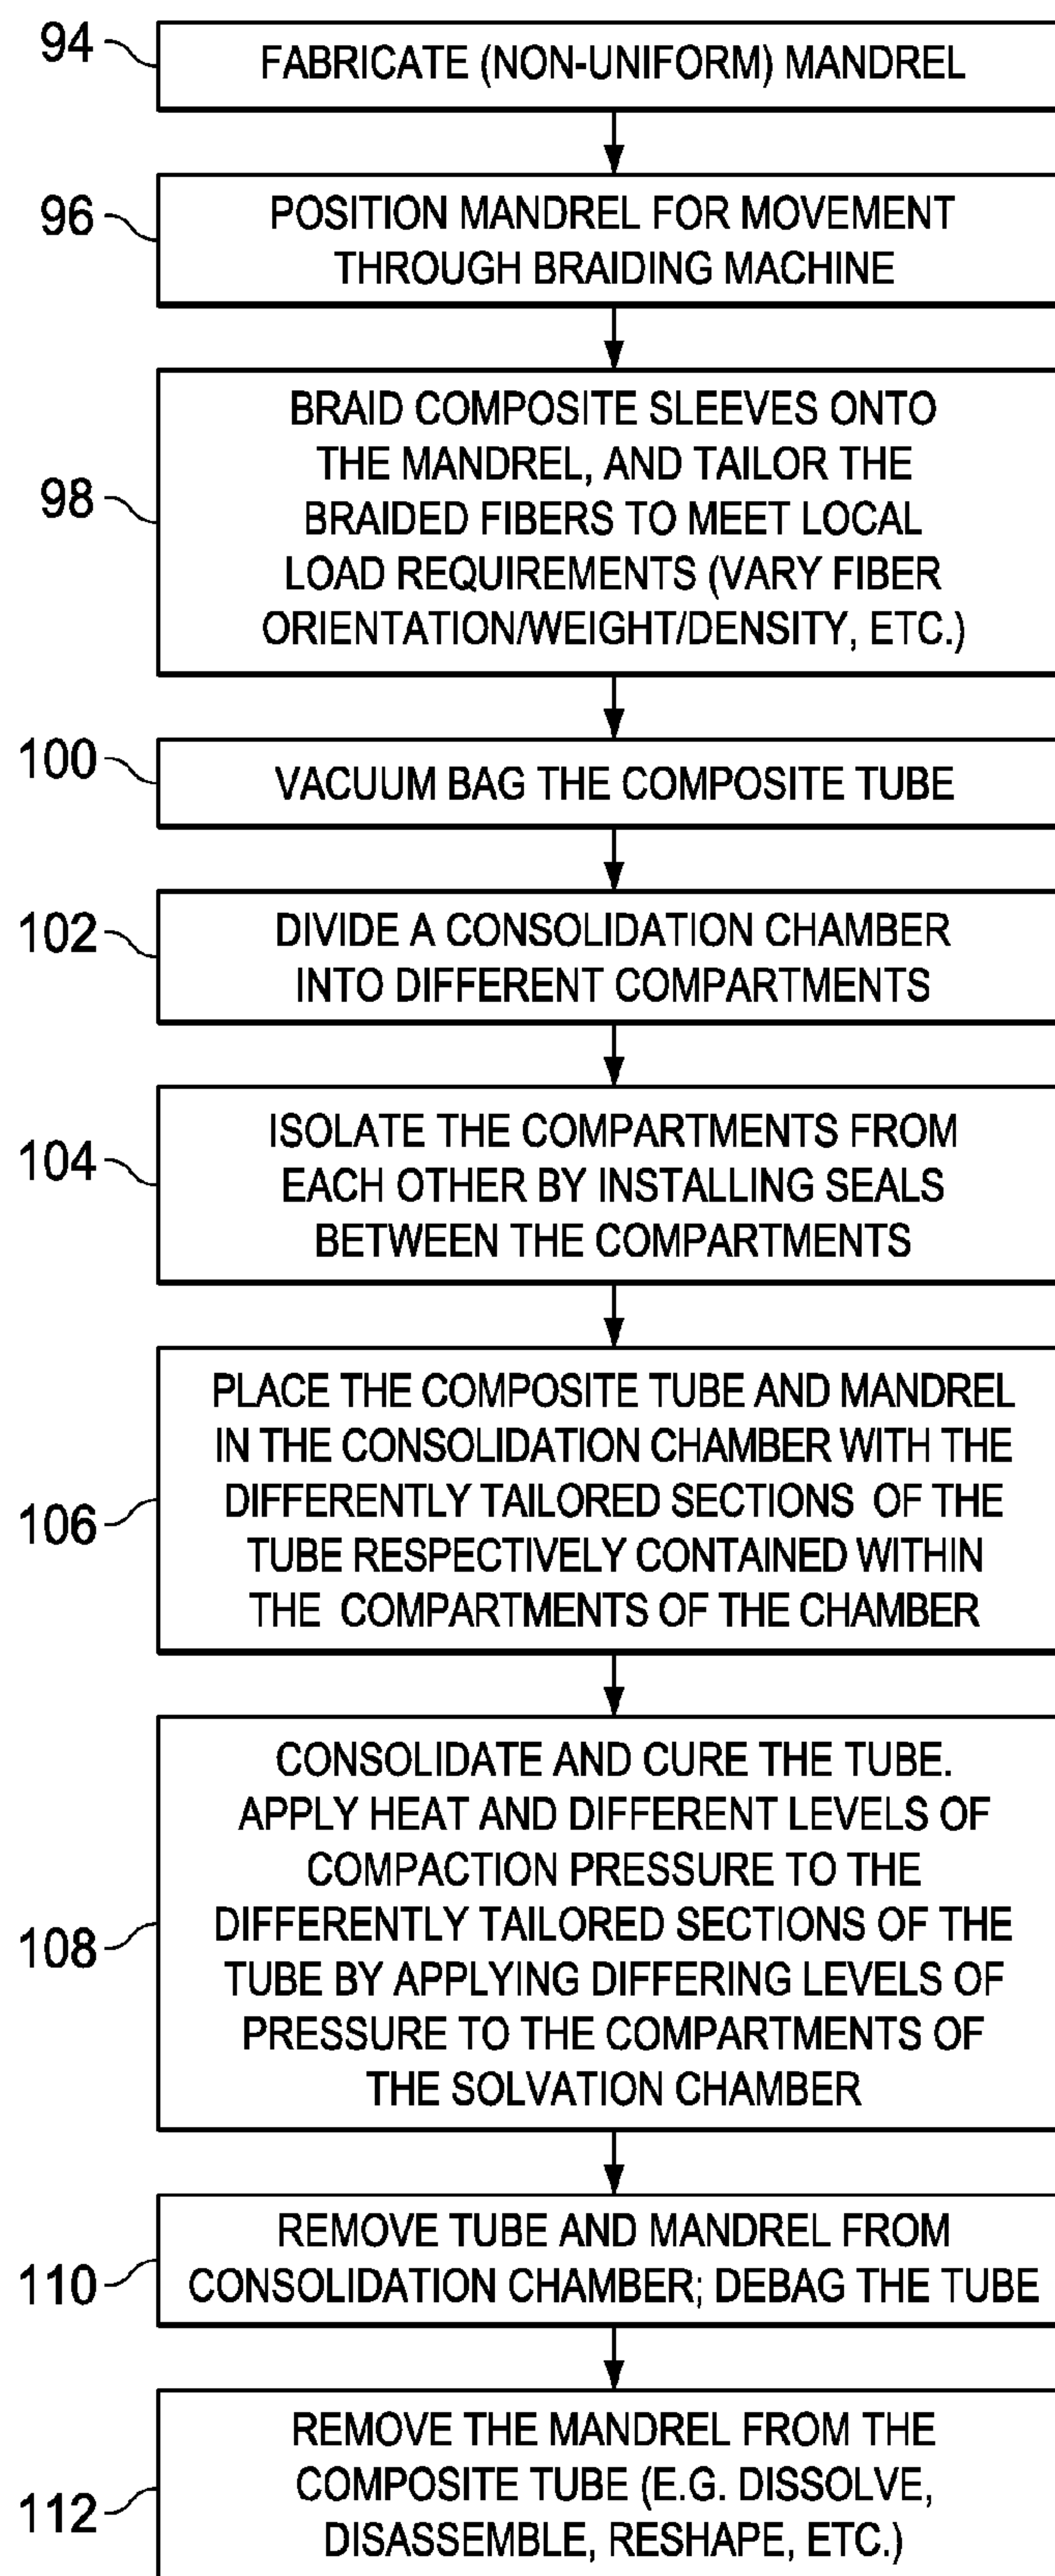 94
FABRICATE (NON-UNIFORM) MANDREL
96
POSITION MANDREL FOR MOVEMENT
THROUGH BRAIDING MACHINE
98
BRAID COMPOSITE SLEEVES ONTO
THE MANDREL, AND TAILOR THE
BRAIDED FIBERS TO MEET LOCAL
LOAD REQUIREMENTS (VARY FIBER
ORIENTATION/WEIGHT/DENSITY, ETC.)
100
VACUUM BAG THE COMPOSITE TUBE
102
DIVIDE A CONSOLIDATION CHAMBER
INTO DIFFERENT COMPARTMENTS
104
ISOLATE THE COMPARTMENTS FROM
EACH OTHER BY INSTALLING SEALS
BETWEEN THE COMPARTMENTS
106
PLACE THE COMPOSITE TUBE AND MANDREL
IN THE CONSOLIDATION CHAMBER WITH THE
DIFFERENTLY TAILORED SECTIONS OF THE
TUBE RESPECTIVELY CONTAINED WITHIN
THE COMPARTMENTS OF THE CHAMBER
108
CONSOLIDATE AND CURE THE TUBE.
APPLY HEAT AND DIFFERENT LEVELS OF
COMPACTION PRESSURE TO THE
DIFFERENTLY TAILORED SECTIONS OF THE
TUBE BY APPLYING DIFFERING LEVELS OF
PRESSURE TO THE COMPARTMENTS OF
THE SOLVATION CHAMBER
110
REMOVE TUBE AND MANDREL FROM
CONSOLIDATION CHAMBER; DEBAG THE TUBE
112
REMOVE THE MANDREL FROM THE
COMPOSITE TUBE (E.G. DISSOLVE,
DISASSEMBLE, RESHAPE, ETC.)